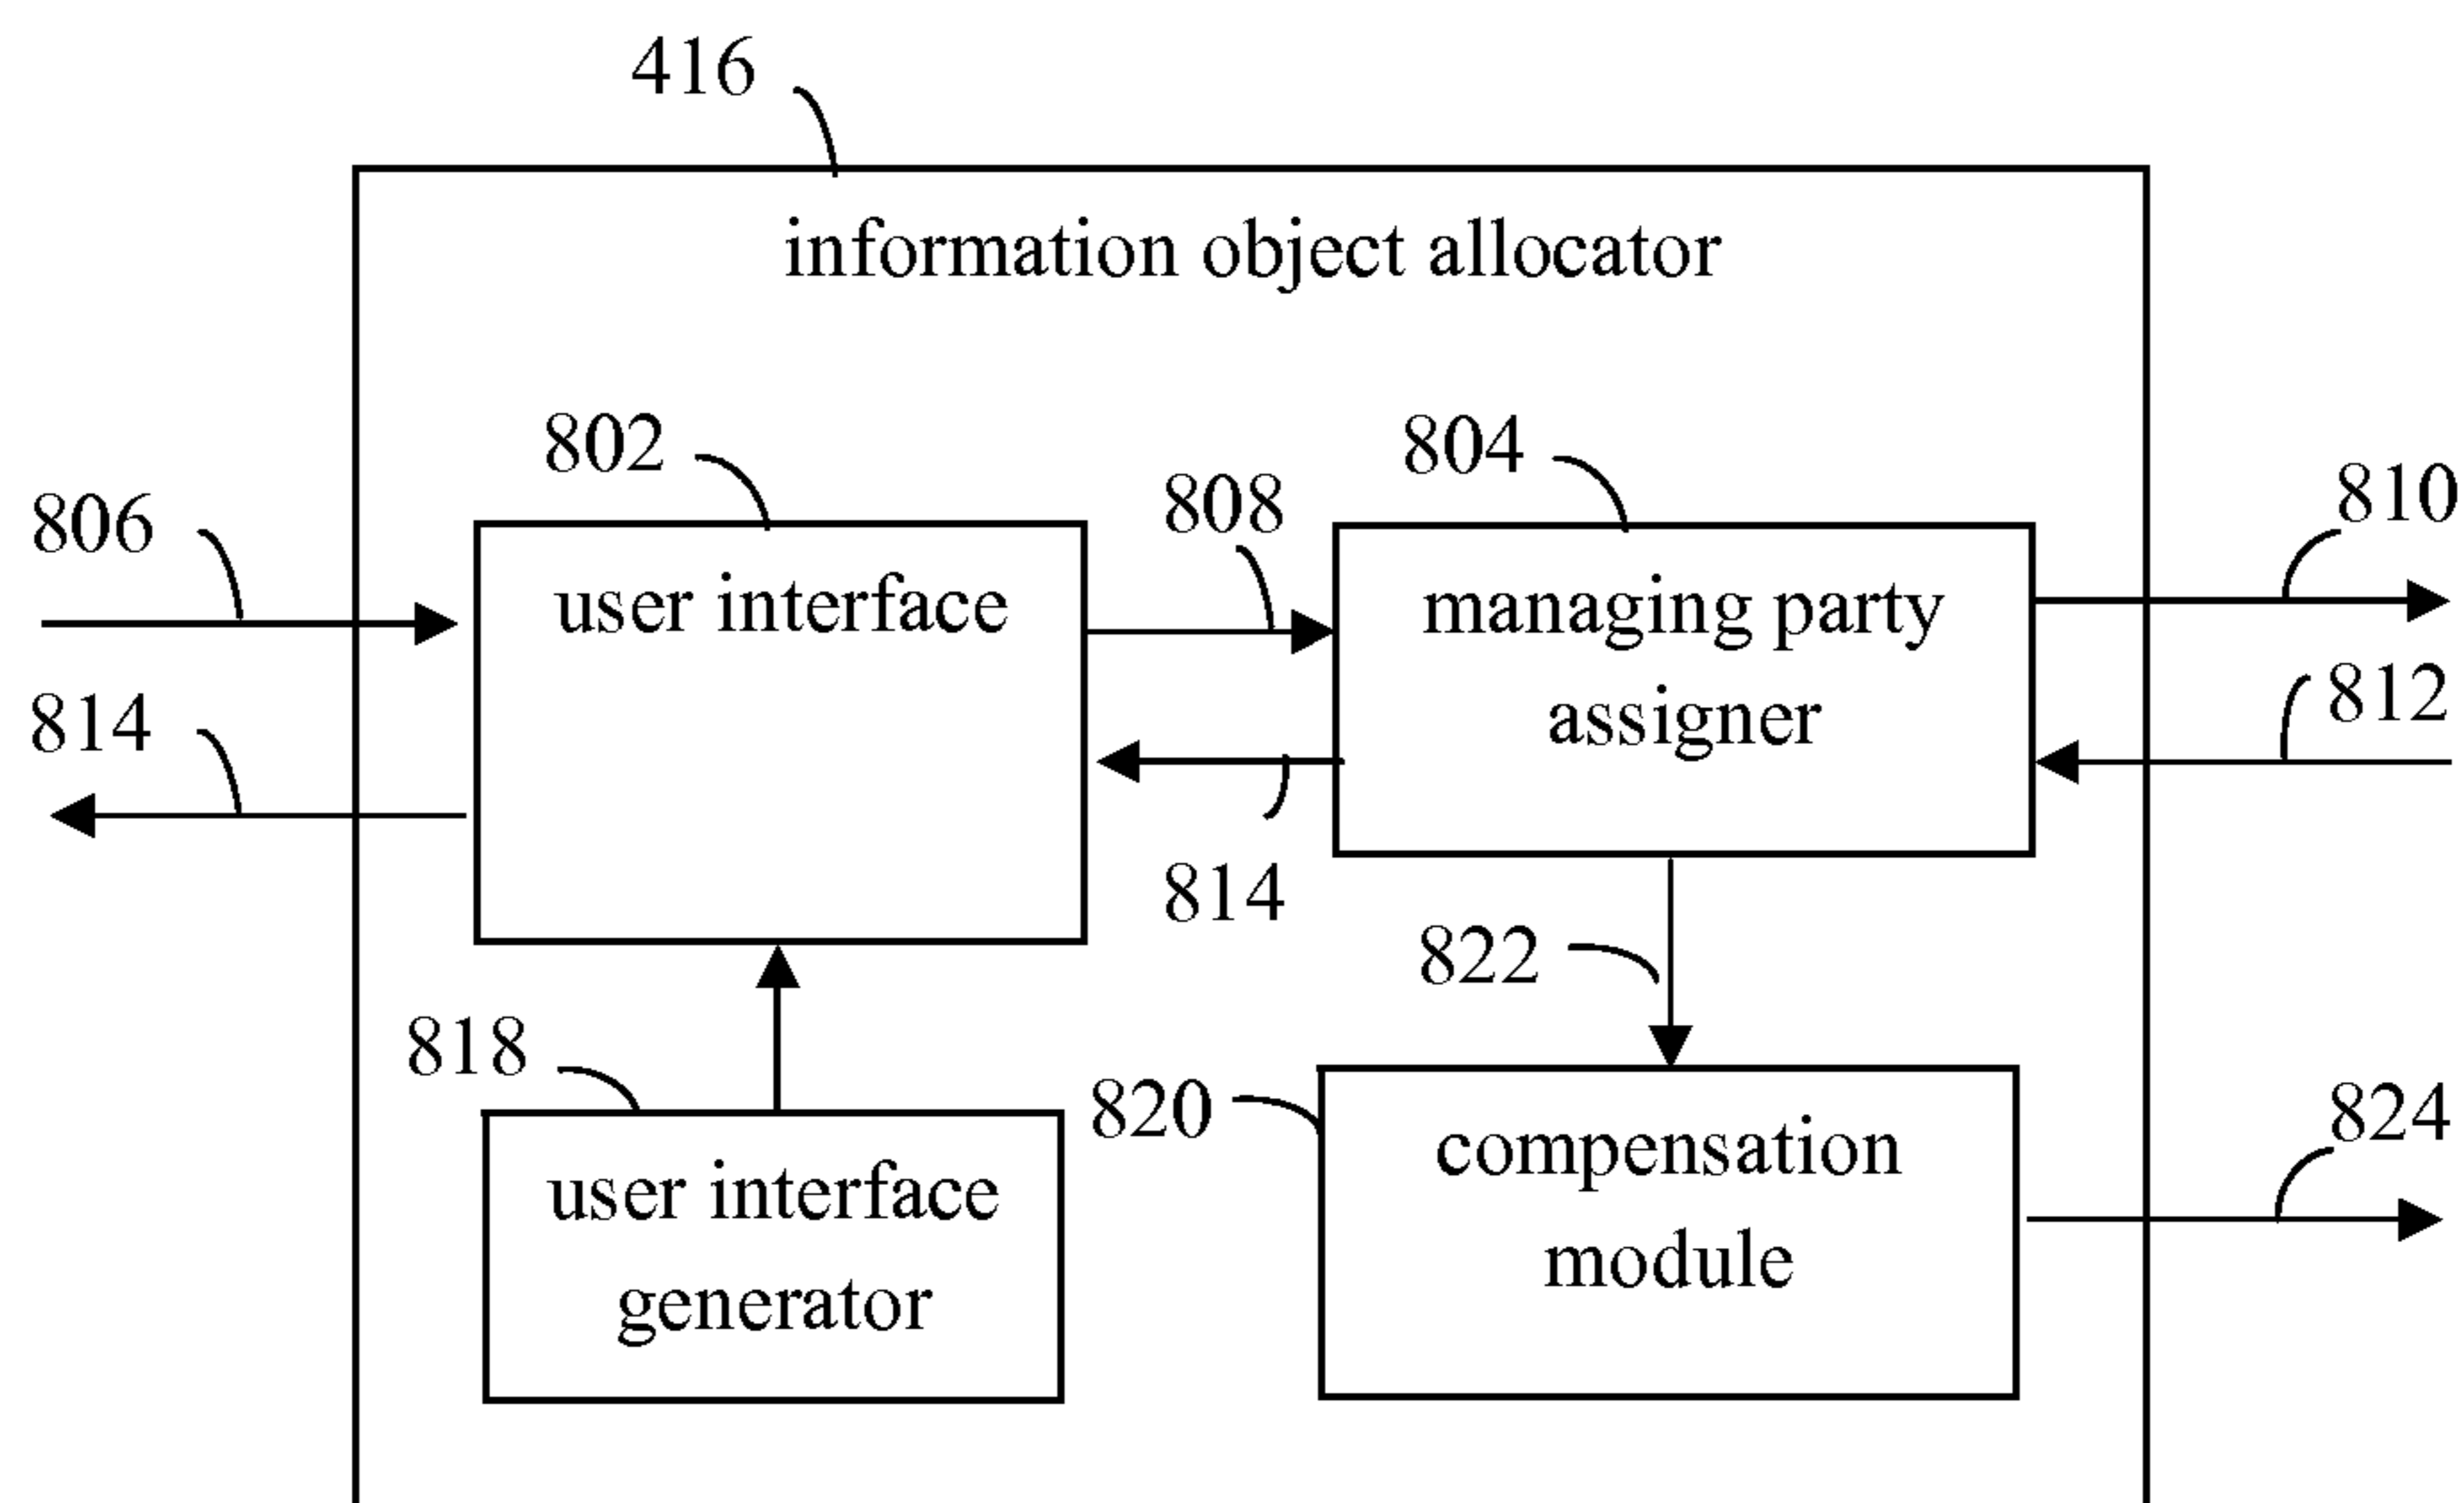 416
information object allocator
802
804
808
810
806
user interface
managing party
assigner
812
814
814
822
818
820
824
user interface
generator
compensation
module